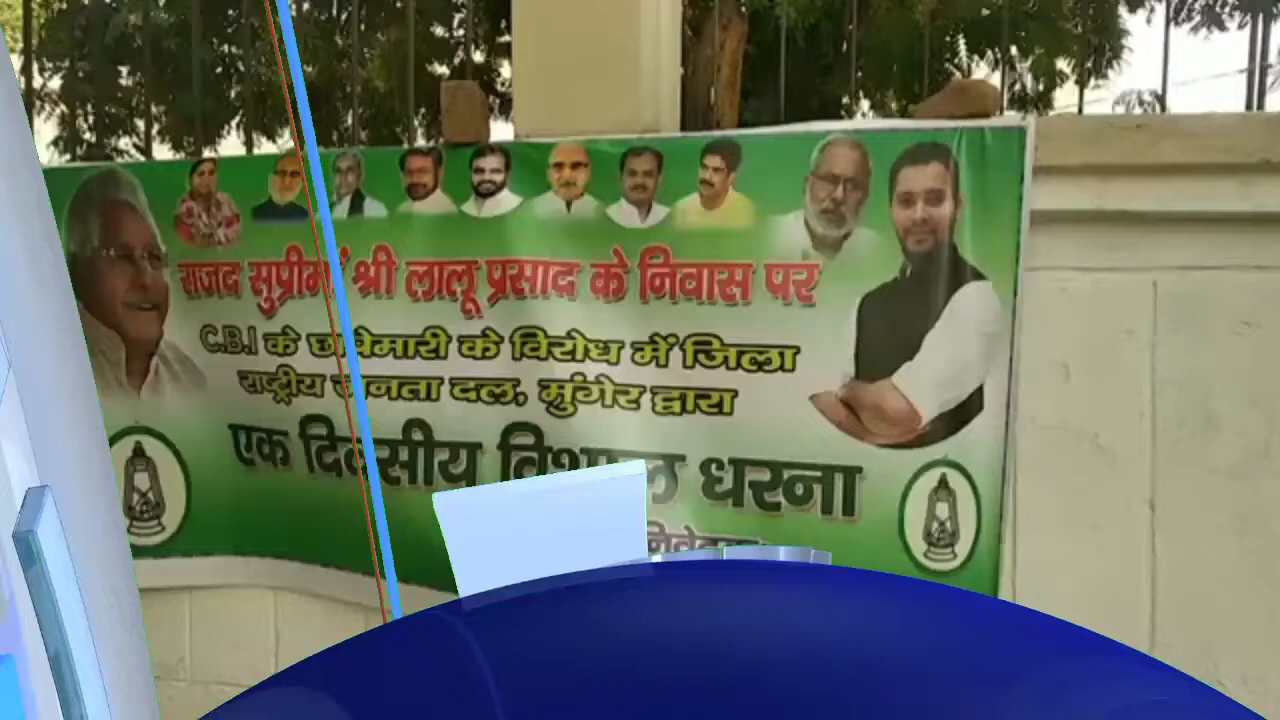 राजद सुप्रीमों श्री लालू प्रसाद के निवास पर
C.B.I के छापेमारी के विरोध में जिला
राष्ट्रीय जनता दल, मुंगेर द्वारा
एक दिवसीय विशाल धरना